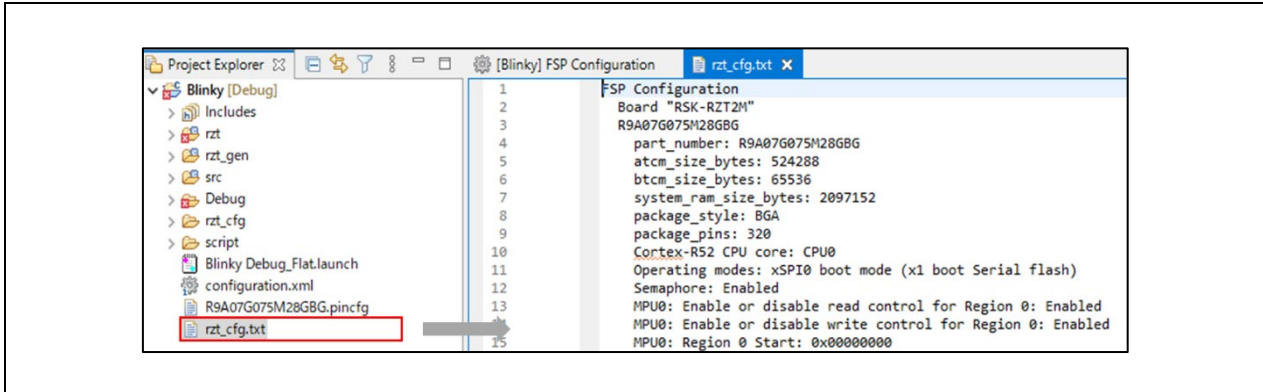 Project Explorer
Blinky [Debug]
Includes
rzt
rzt_gen
src
Debug
rzt_cfg
script
Blinky Debug_Flat.launch
configuration.xml
R9A07G075M28GBG.pincfg
rzt_cfg.txt
[Blinky] FSP Configuration
rzt_cfg.txt
1 FSP Configuration
2 Board "RSK-RZT2M"
3 R9A07G075M28GBG
4 part_number: R9A07G075M28GBG
5 atcm_size_bytes: 524288
6 btcm_size_bytes: 65536
7 system_ram_size_bytes: 2097152
8 package_style: BGA
9 package_pins: 320
10 Cortex-R52 CPU core: CPU0
11 Operating modes: xSPI0 boot mode (x1 boot Serial flash)
12 Semaphore: Enabled
13 MPU0: Enable or disable read control for Region 0: Enabled
MPU0: Enable or disable write control for Region 0: Enabled
15 MPU0: Region 0 Start: 0x00000000